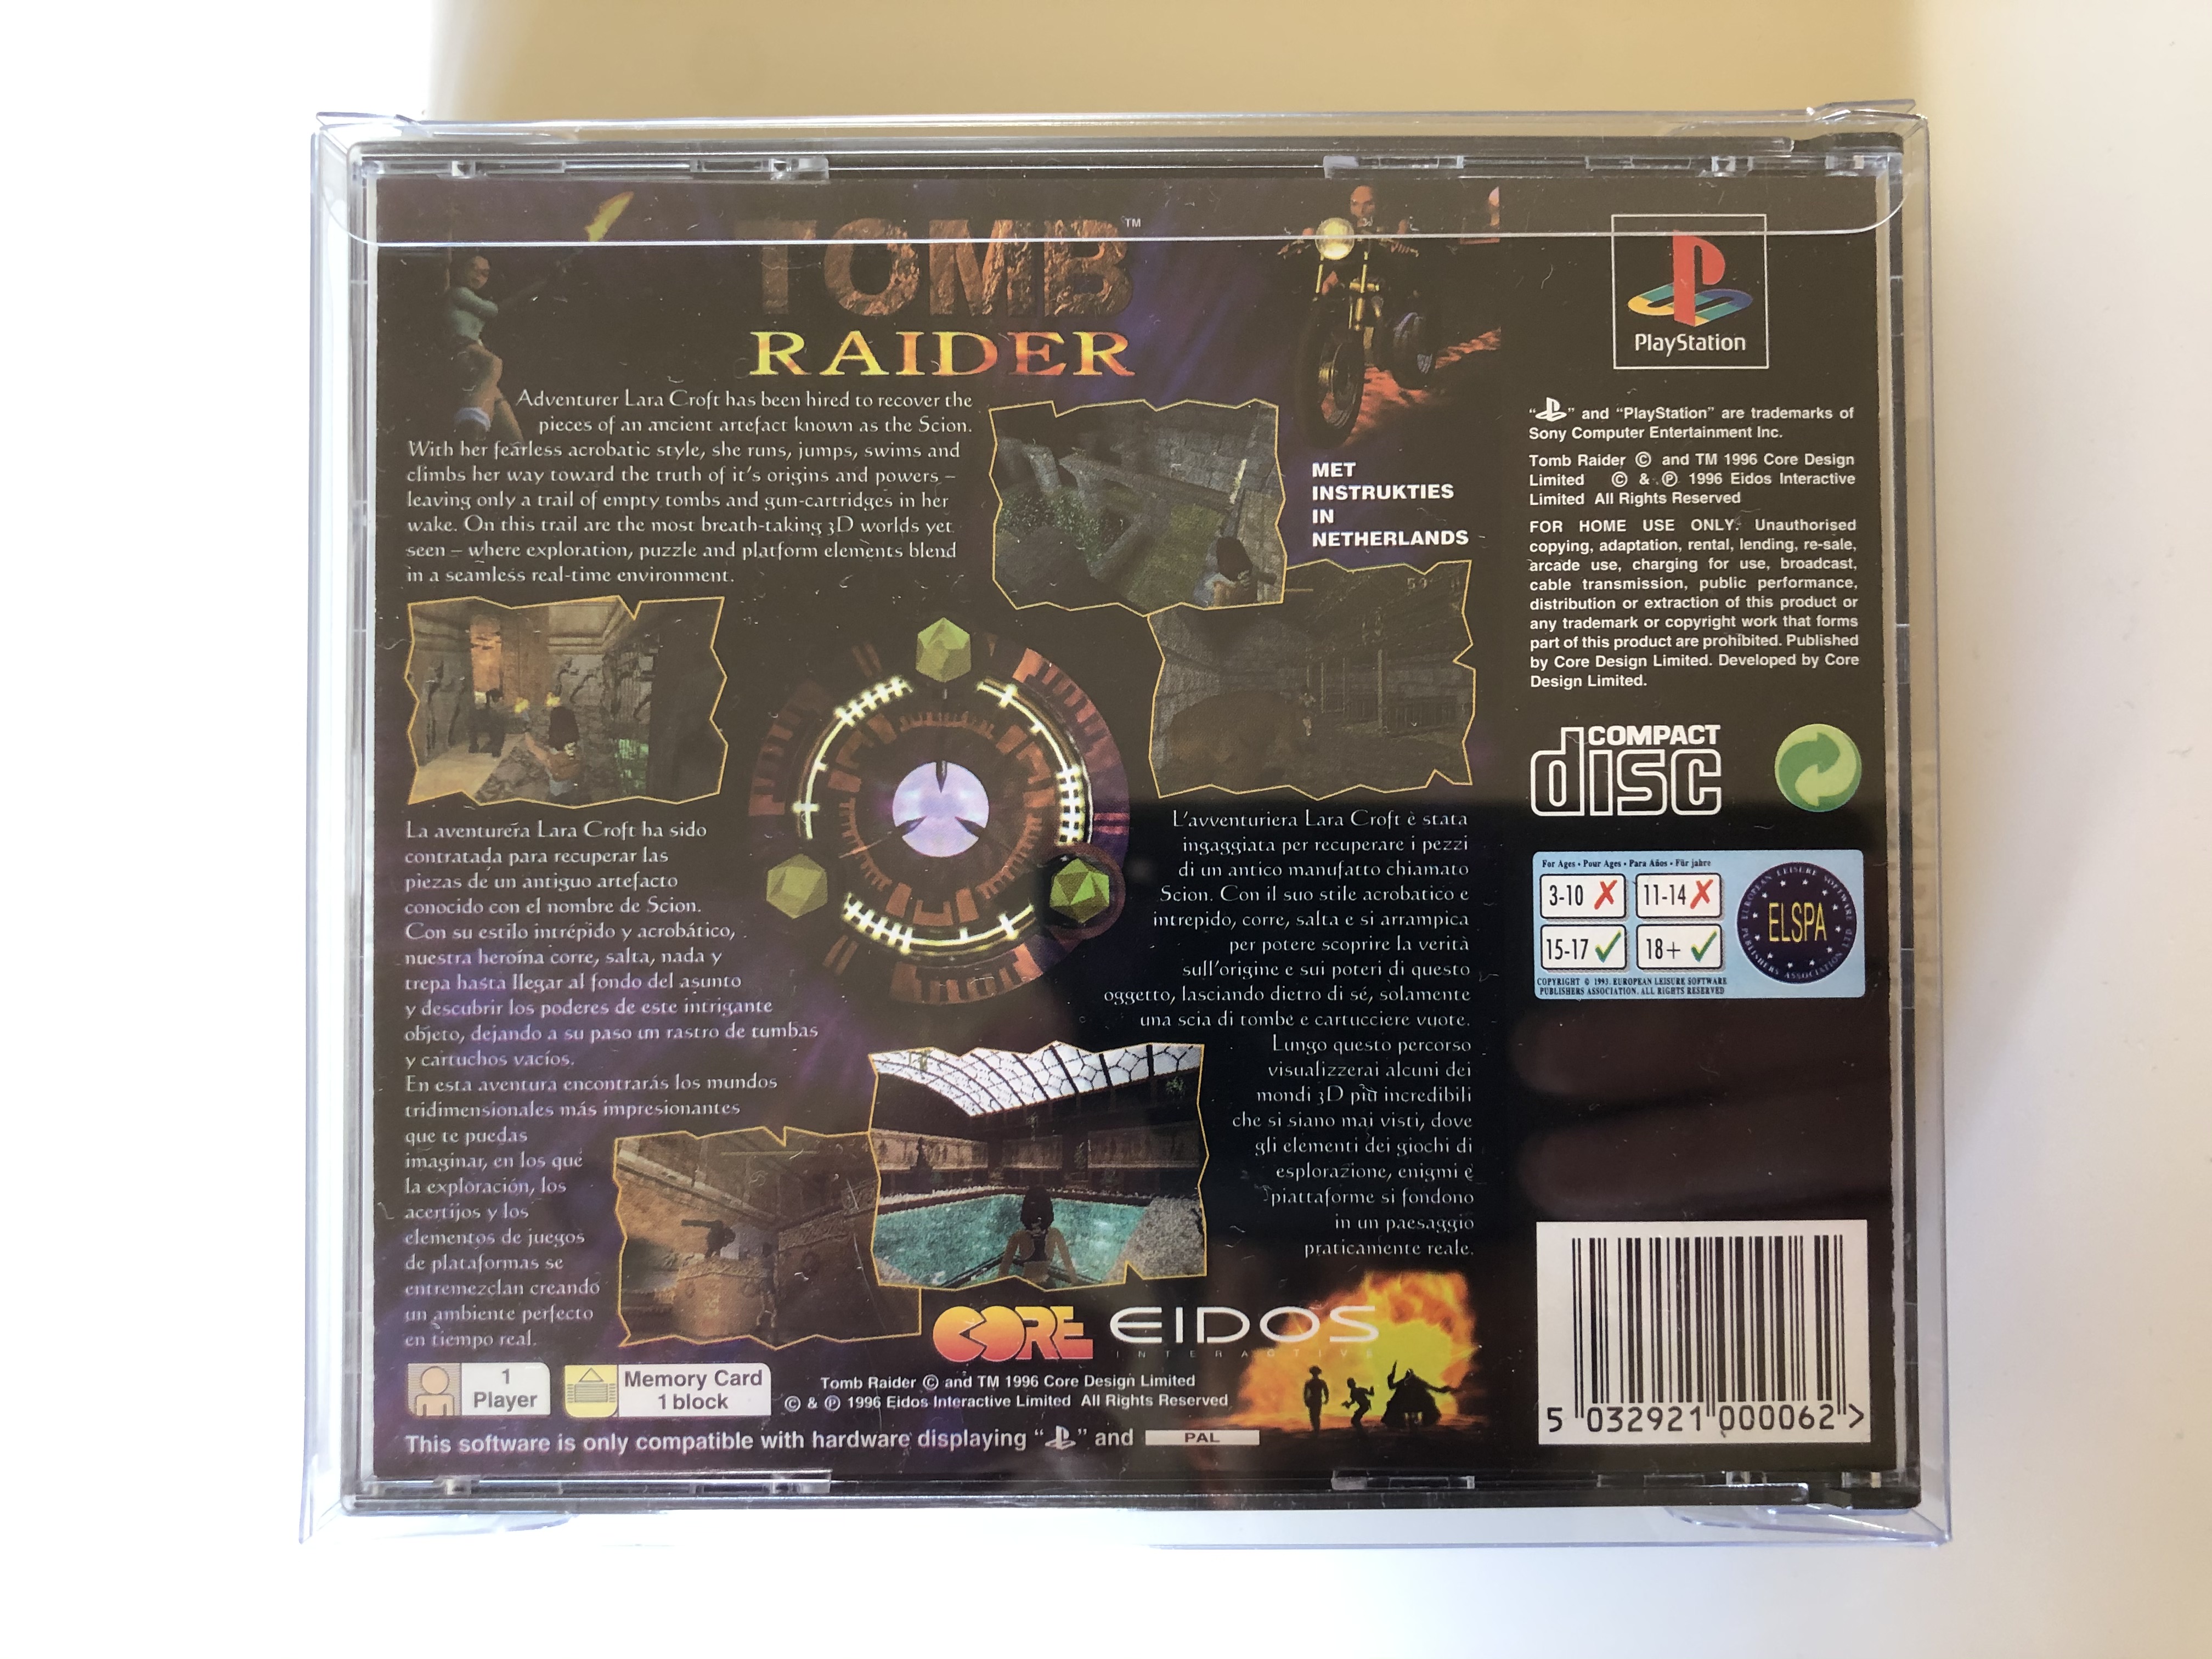 TOMB™
RAIDER
Adventurer Lara Croft has been hired to recover the
pieces of an ancient artefact known as the Scion.
With her fearless acrobatic style, she runs, jumps, swims and
climbs her way toward the truth of it's origins and powers –
leaving only a trail of empty tombs and gun-cartridges in her
wake. On this trail are the most breath-taking 3D worlds yet
seen – where exploration, puzzle and platform elements blend
in a seamless real-time environment.
MET
INSTRUKTIES
IN
NETHERLANDS
La aventurera Lara Croft ha sido
contratada para recuperar las
piezas de un antiguo artefacto
conocido con el nombre de Scion.
Con su estilo intrépido y acrobático,
nuestra heroína corre, salta, nada y
trepa hasta llegar al fondo del asunto
y descubrir los poderes de este intrigante
objeto, dejando a su paso un rastro de tumbas
y cartuchos vacíos.
En esta aventura encontrarás los mundos
tridimensionales más impresionantes
que te puedas
imaginar, en los que
la exploración, los
acertijos y los
elementos de juegos
de plataformas se
entremezclan creando
un ambiente perfecto
en tiempo real.
L'avventuriera Lara Croft è stata
ingaggiata per recuperare i pezzi
di un antico manufatto chiamato
Scion. Con il suo stile acrobatico e
intrepido, corre, salta e si arrampica
per potere scoprire la verità
sull'origine e sui poteri di questo
oggetto, lasciando dietro di sé, solamente
una scia di tombe e cartucciere vuote.
Lungo questo percorso
visualizzerai alcuni dei
mondi 3D più incredibili
che si siano mai visti, dove
gli elementi dei giochi di
esplorazione, enigmi e
piattaforme si fondono
in un paesaggio
praticamente reale.
CORE EIDOS
INTERACTIVE
1
Player
Memory Card
1 block
Tomb Raider © and TM 1996 Core Design Limited
© & ℗ 1996 Eidos Interactive Limited All Rights Reserved
This software is only compatible with hardware displaying "PS" and PAL
PlayStation
"PS" and "PlayStation" are trademarks of
Sony Computer Entertainment Inc.
Tomb Raider © and TM 1996 Core Design
Limited © & ℗ 1996 Eidos Interactive
Limited All Rights Reserved
FOR HOME USE ONLY. Unauthorised
copying, adaptation, rental, lending, re-sale,
arcade use, charging for use, broadcast,
cable transmission, public performance,
distribution or extraction of this product or
any trademark or copyright work that forms
part of this product are prohibited. Published
by Core Design Limited. Developed by Core
Design Limited.
COMPACT
disc
For Ages • Pour Ages • Para Años • Für jahre
3-10 11-14
15-17 18+
EUROPEAN LEISURE SOFTWARE
ELSPA
PUBLISHERS ASSOCIATION LTD
COPYRIGHT © 1993. EUROPEAN LEISURE SOFTWARE
PUBLISHERS ASSOCIATION. ALL RIGHTS RESERVED
5 032921 000062 >